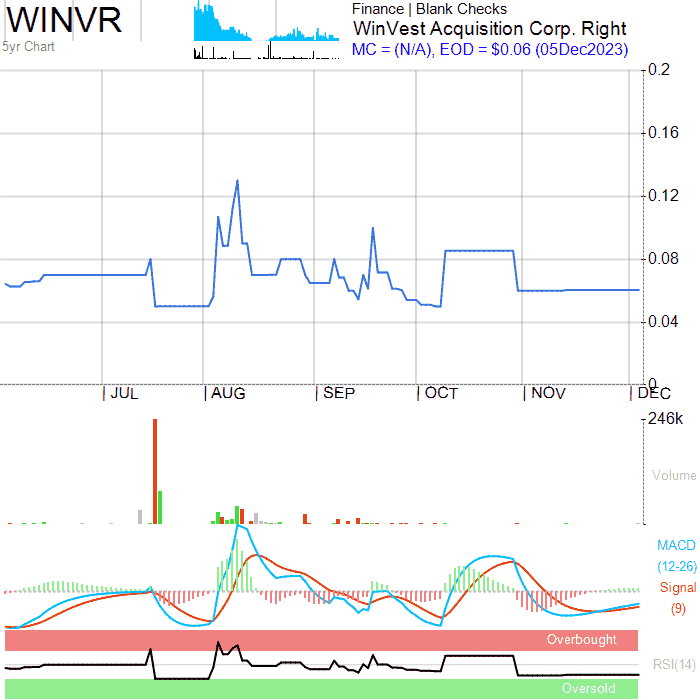 WINVR
5yr Chart
Finance | Blank Checks
WinVest Acquisition Corp. Right
MC = (N/A), EOD = $0.06 (05Dec2023)
0.2
0.16
0.12
0.08
0.04
0
JUL
AUG
SEP
OCT
NOV
DEC
246k
Volume
MACD
(12-26)
Signal
(9)
Overbought
RSI(14)
Oversold